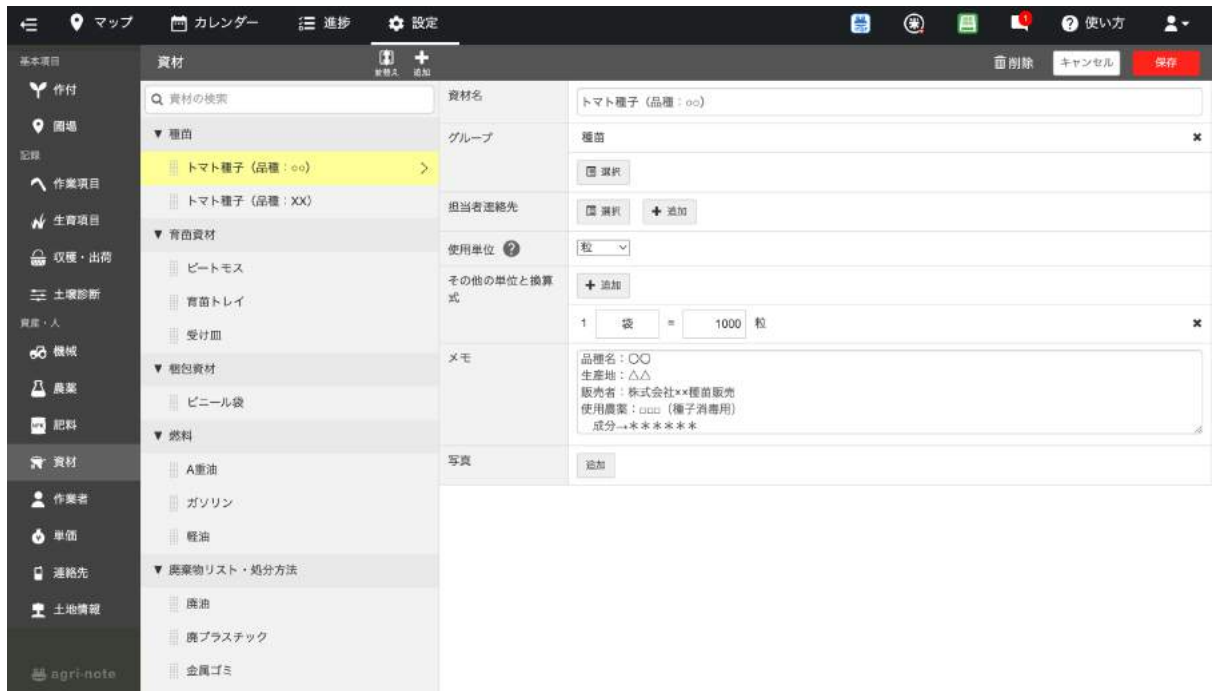 マップ
カレンダー
進捗
設定
1
使い方
基本項目
作付
圃場
記録
作業項目
生育項目
収穫・出荷
土壌診断
資産・人
機械
農薬
肥料
資材
作業者
単価
連絡先
土地情報
agri-note
資材
並替え
追加
資材の検索
▼ 種苗
トマト種子（品種：○○）
トマト種子（品種：XX）
▼ 育苗資材
ピートモス
育苗トレイ
受け皿
▼ 梱包資材
ビニール袋
▼ 燃料
A重油
ガソリン
軽油
▼ 廃棄物リスト・処分方法
廃油
廃プラスチック
金属ゴミ
削除
キャンセル
保存
資材名
トマト種子（品種：○○）
グループ
種苗
選択
担当者連絡先
選択
追加
使用単位
粒
その他の単位と換算
式
追加
1 袋 = 1000 粒
メモ
品種名：〇〇
生産地：△△
販売者：株式会社××種苗販売
使用農薬：□□□（種子消毒用）
成分→＊＊＊＊＊＊
写真
追加